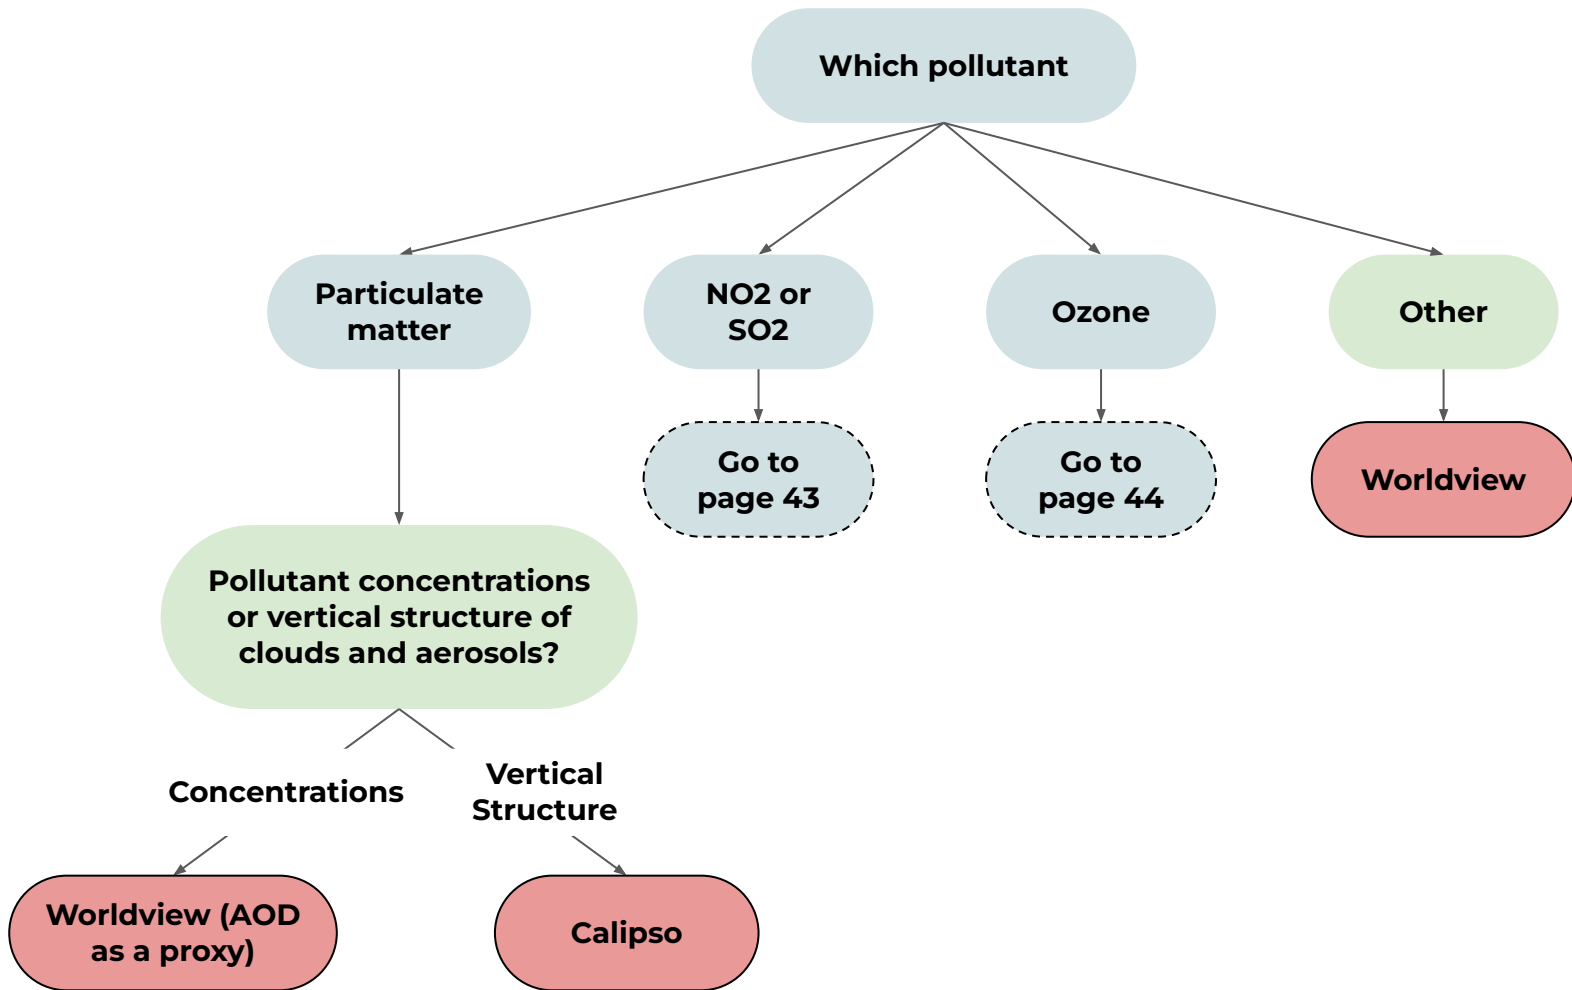 Which pollutant
Particulate
matter
NO2 or
SO2
Ozone
Other
Go to
page 43
Go to
page 44
Worldview
Pollutant concentrations
or vertical structure of
clouds and aerosols?
Concentrations
Vertical
Structure
Worldview (AOD
as a proxy)
Calipso